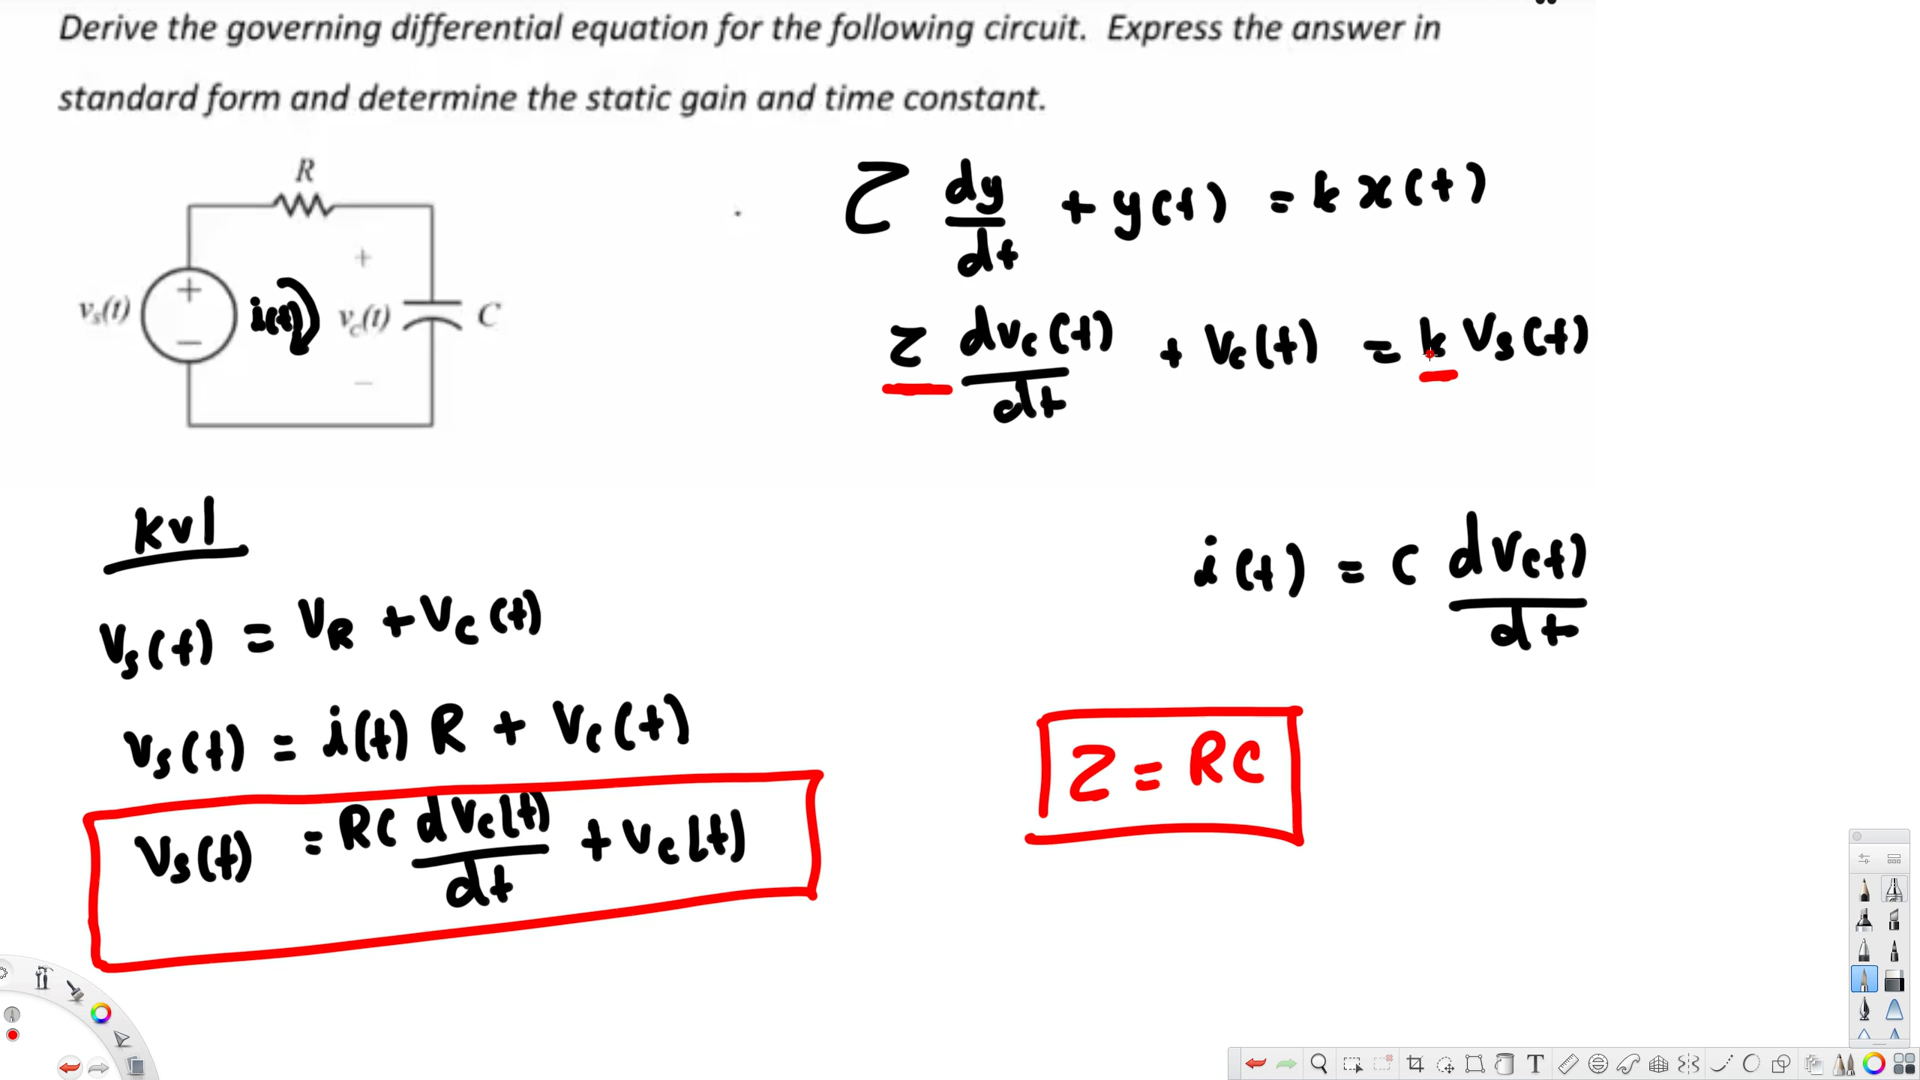 Derive the governing differential equation for the following circuit. Express the answer in
standard form and determine the static gain and time constant.
R
+
vs(t)
+
−
i(t)
vc(t)
−
C
τ dy/dt + y(t) = k x(t)
τ dvc(t)/dt + Vc(t) = k Vs(t)
kvl
Vs(t) = VR + Vc(t)
Vs(t) = i(t) R + Vc(t)
Vs(t) = RC dVc(t)/dt + Vc(t)
i(t) = C dVc(t)/dt
τ = RC
T